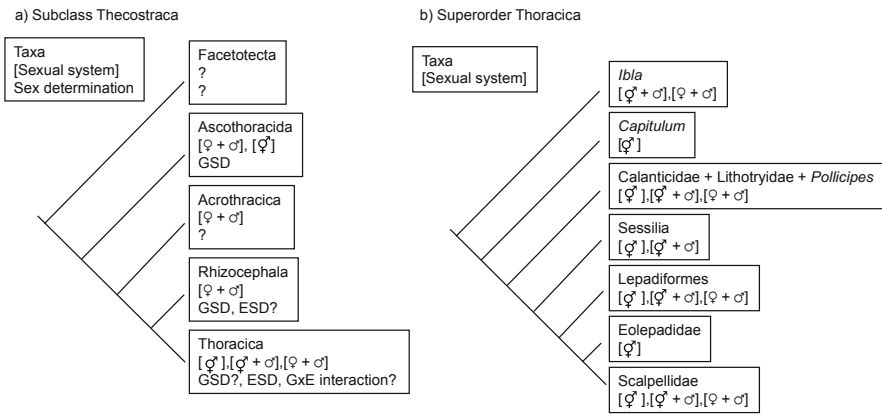 a) Subclass Thecostraca
Taxa
[Sexual system]
Sex determination
Facetotecta
?
?
Ascothoracida
[♀ + ♂], [⚥]
GSD
Acrothracica
[♀ + ♂]
?
Rhizocephala
[♀ + ♂]
GSD, ESD?
Thoracica
[⚥],[⚥ + ♂],[♀ + ♂]
GSD?, ESD, GxE interaction?
b) Superorder Thoracica
Taxa
[Sexual system]
Ibla
[⚥ + ♂],[♀ + ♂]
Capitulum
[⚥]
Calanticidae + Lithotryidae + Pollicipes
[⚥ ],[⚥ + ♂],[♀ + ♂]
Sessilia
[⚥ ],[⚥ + ♂]
Lepadiformes
[⚥ ],[⚥ + ♂],[♀ + ♂]
Eolepadidae
[⚥]
Scalpellidae
[⚥ ],[⚥ + ♂],[♀ + ♂]